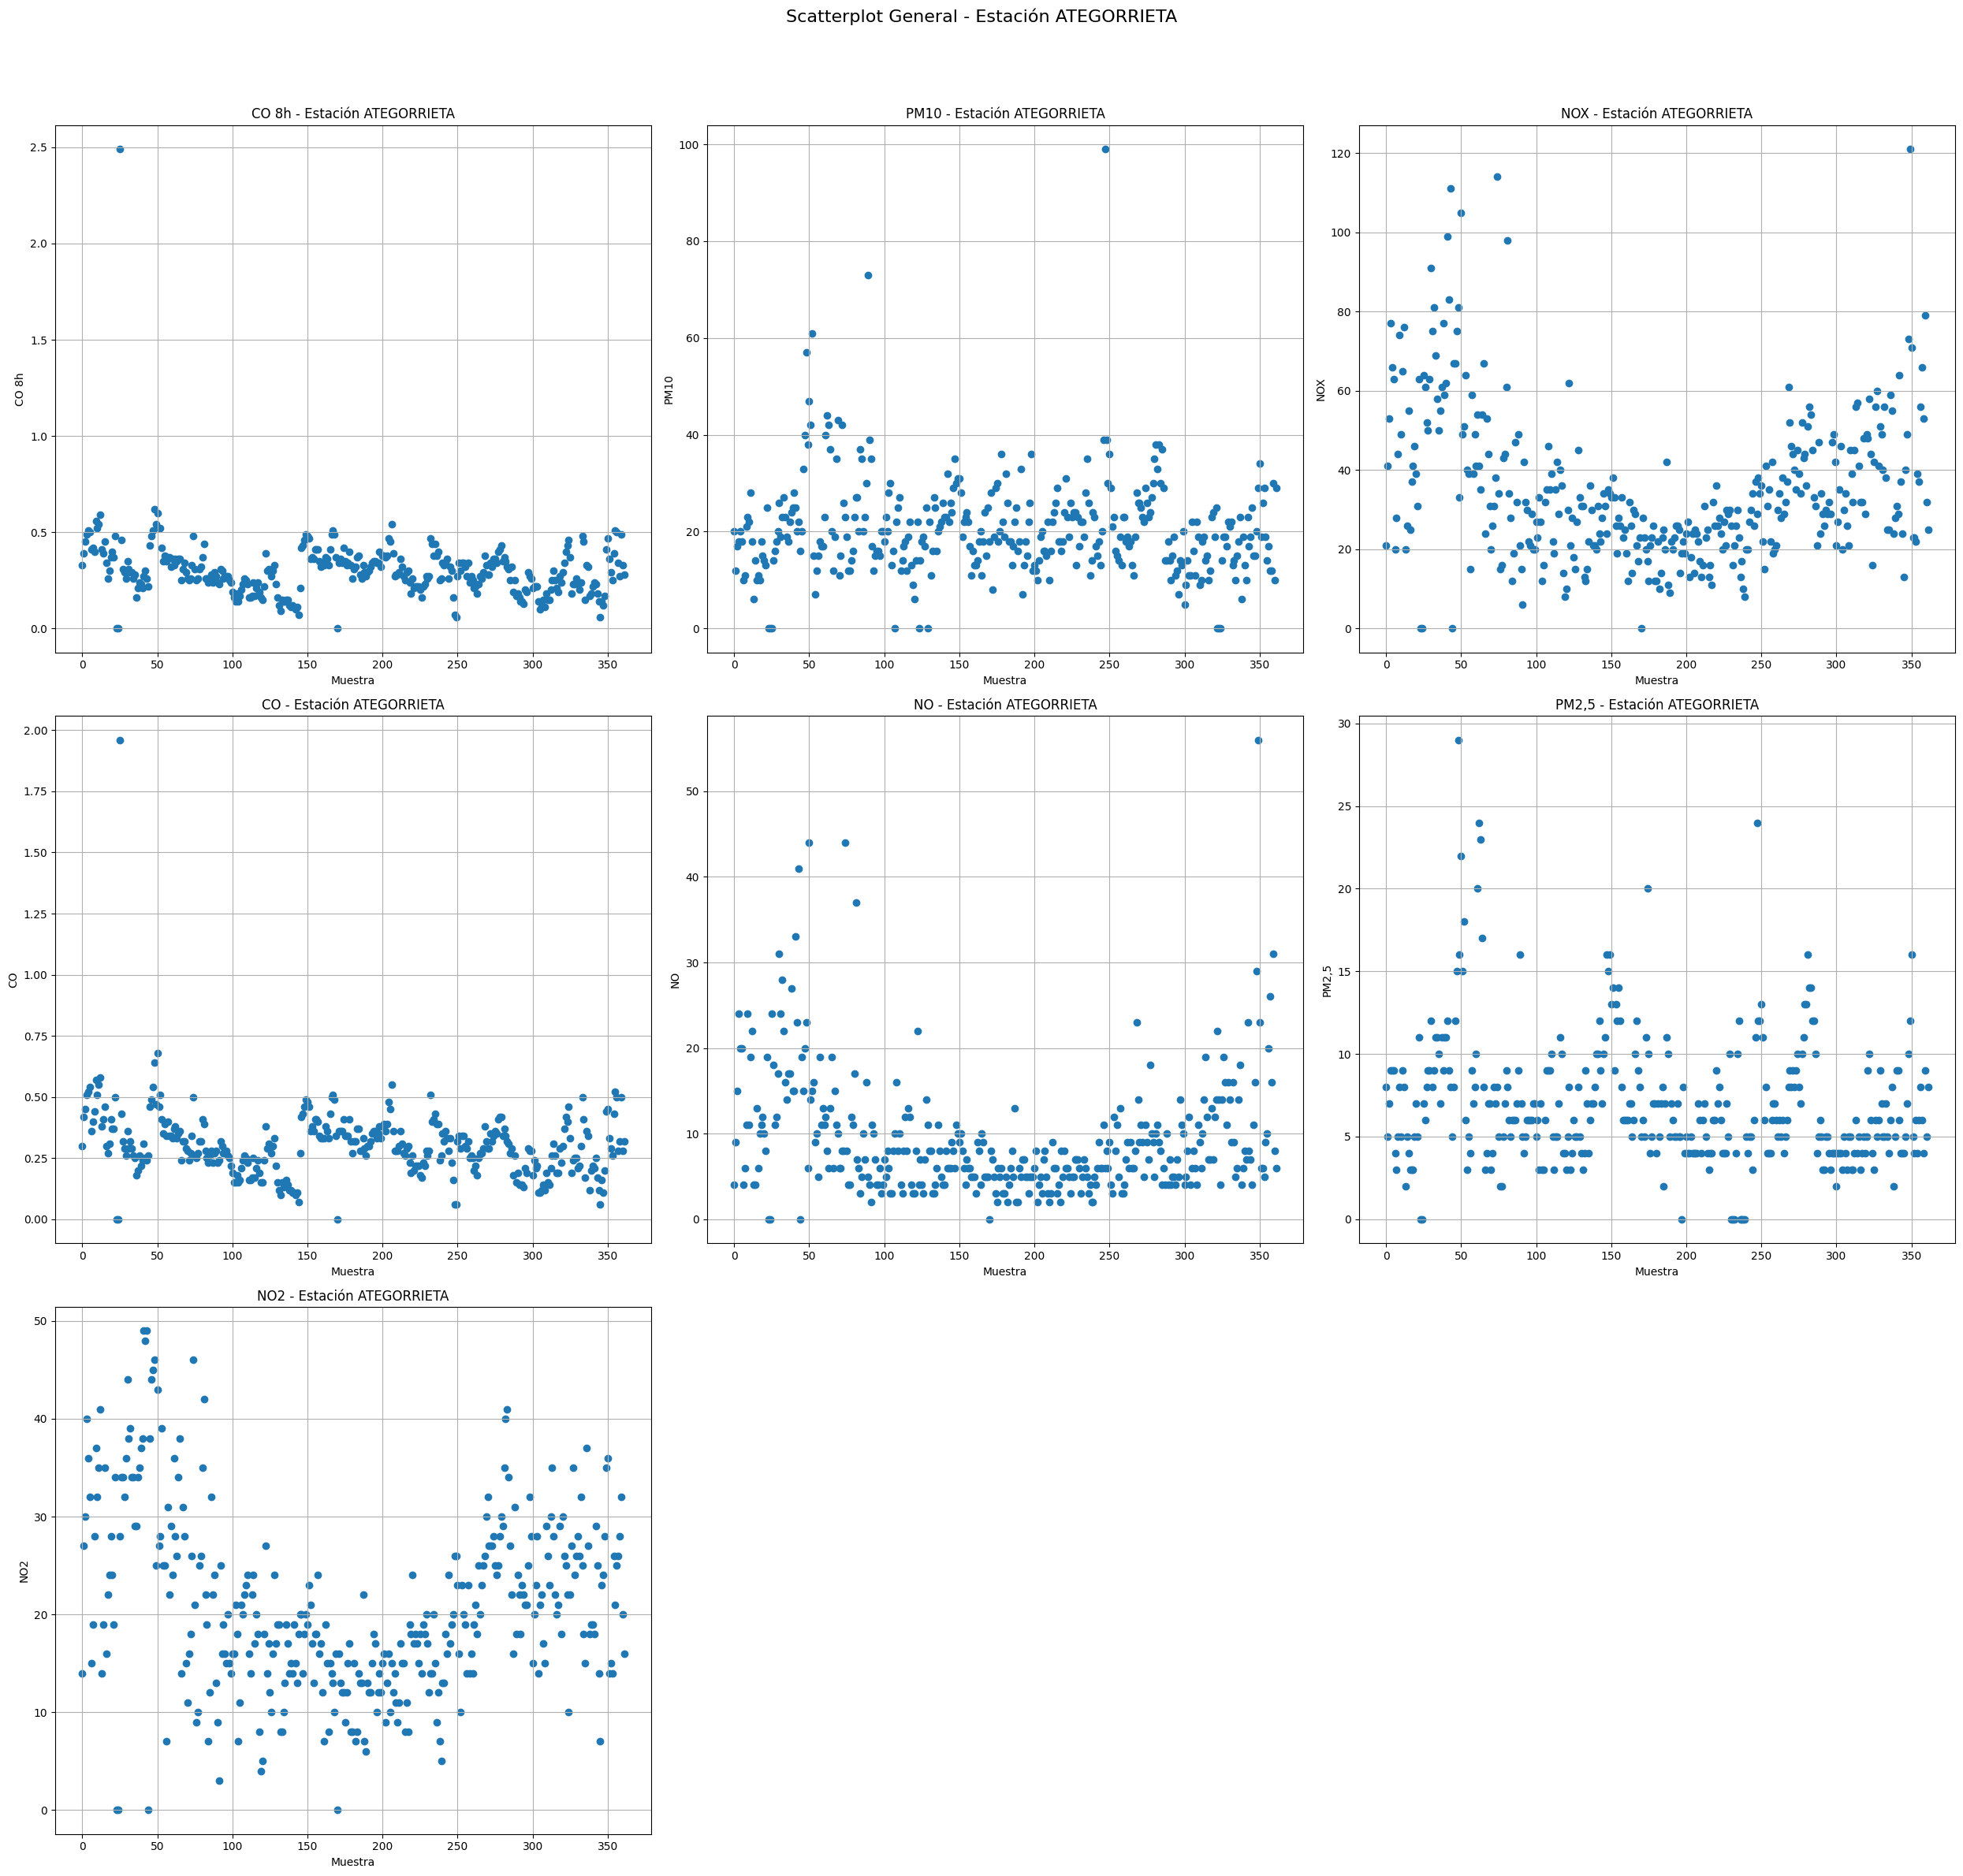 Scatterplot General - Estación ATEGORRIETA
CO 8h - Estación ATEGORRIETA
CO 8h
2.5
2.0
1.5
1.0
0.5
0.0
0 50 100 150 200 250 300 350
Muestra
PM10 - Estación ATEGORRIETA
PM10
100
80
60
40
20
0
0 50 100 150 200 250 300 350
Muestra
NOX - Estación ATEGORRIETA
NOX
120
100
80
60
40
20
0
0 50 100 150 200 250 300 350
Muestra
CO - Estación ATEGORRIETA
CO
2.00
1.75
1.50
1.25
1.00
0.75
0.50
0.25
0.00
0 50 100 150 200 250 300 350
Muestra
NO - Estación ATEGORRIETA
NO
50
40
30
20
10
0
0 50 100 150 200 250 300 350
Muestra
PM2,5 - Estación ATEGORRIETA
PM2,5
30
25
20
15
10
5
0
0 50 100 150 200 250 300 350
Muestra
NO2 - Estación ATEGORRIETA
NO2
50
40
30
20
10
0
0 50 100 150 200 250 300 350
Muestra